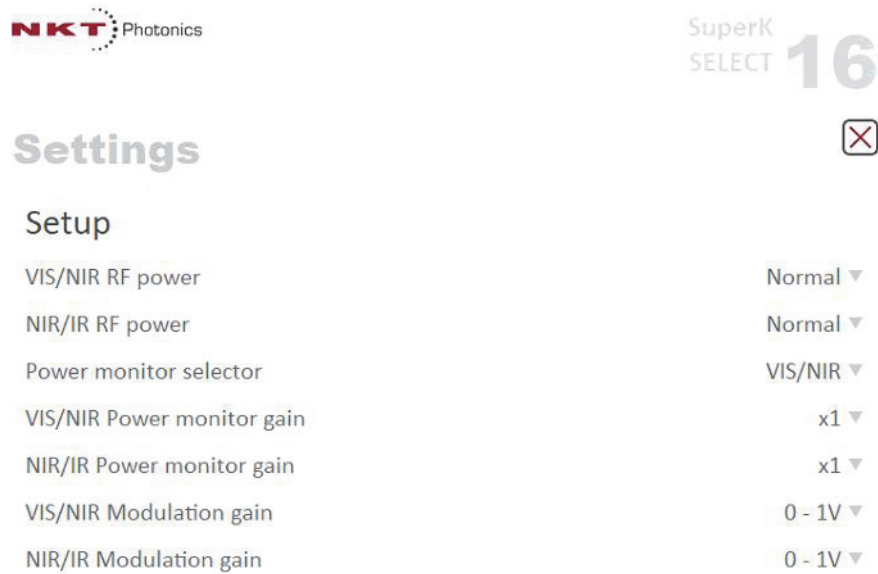 NKT Photonics
SuperK
SELECT 16
Settings
Setup
VIS/NIR RF power Normal
NIR/IR RF power Normal
Power monitor selector VIS/NIR
VIS/NIR Power monitor gain x1
NIR/IR Power monitor gain x1
VIS/NIR Modulation gain 0 - 1V
NIR/IR Modulation gain 0 - 1V